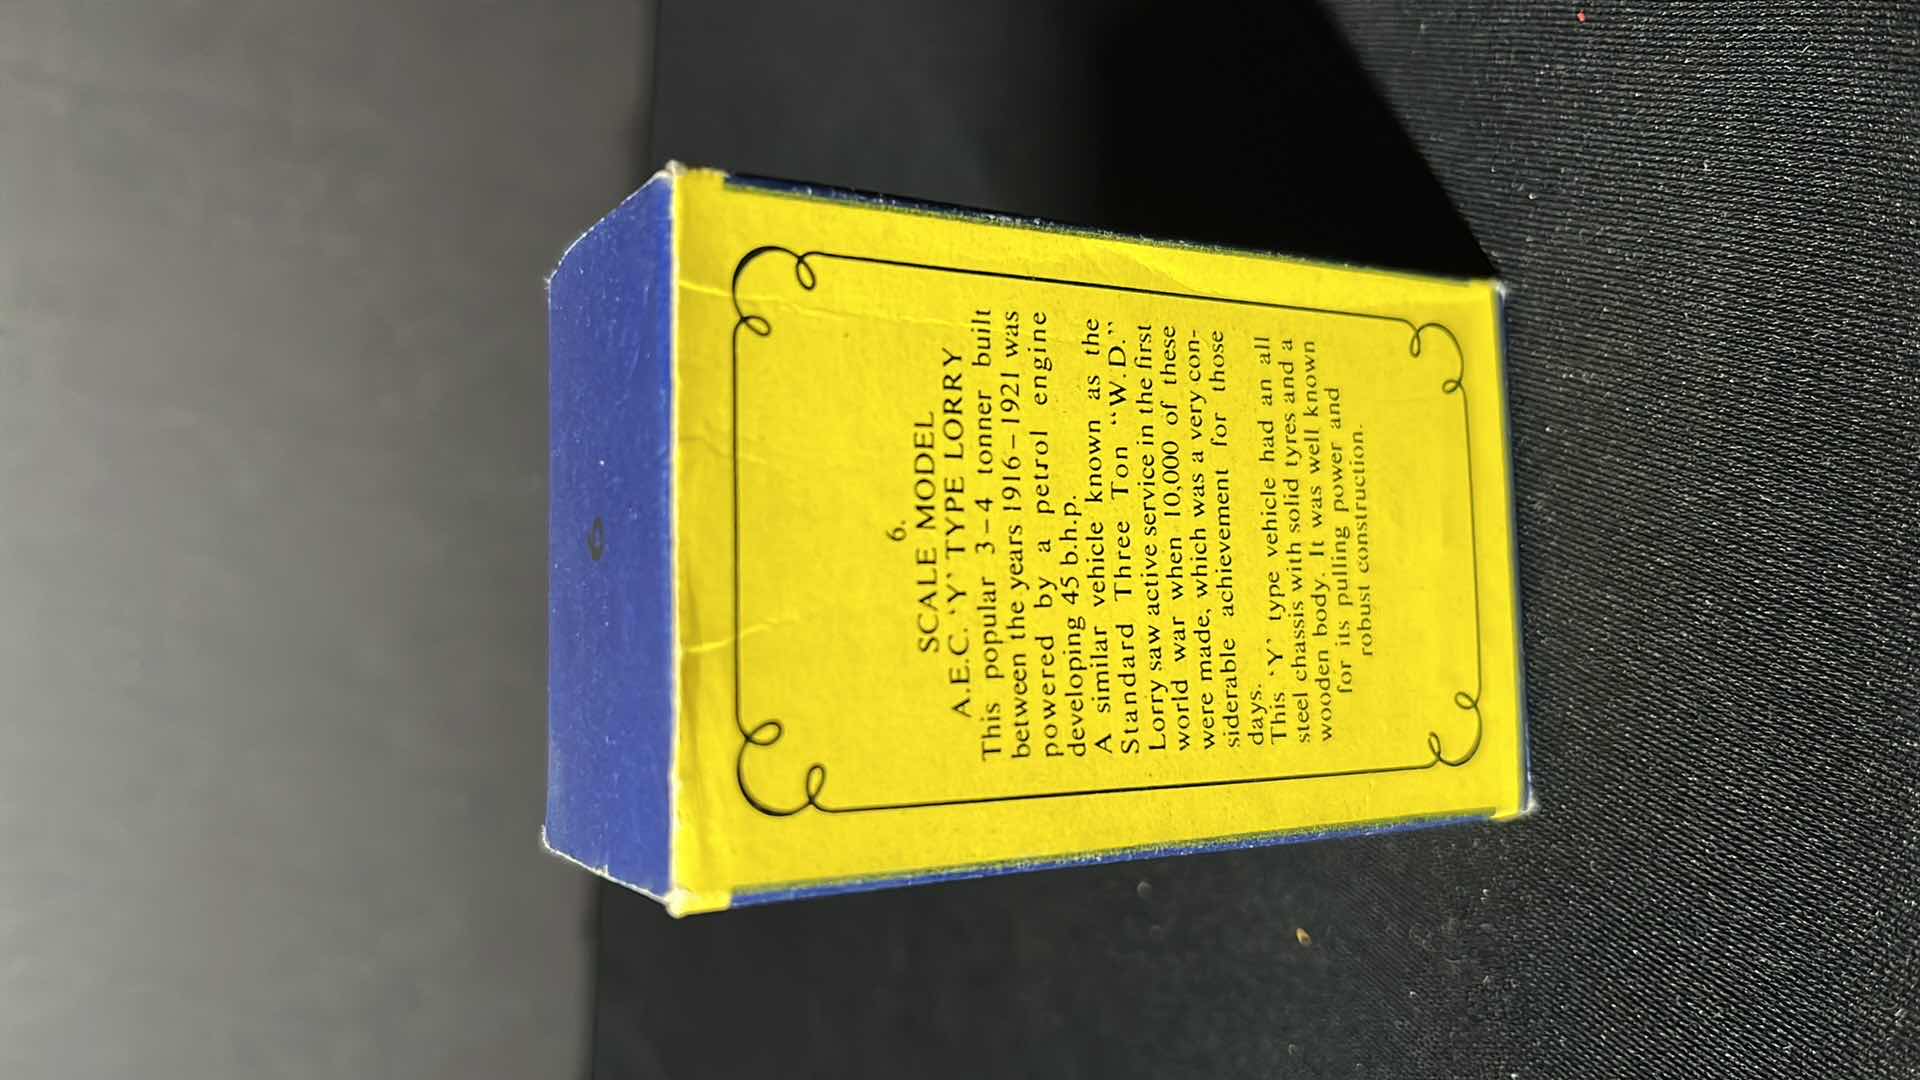 6
6.
SCALE MODEL
A.E.C. ‘Y’ TYPE LORRY
This popular 3–4 tonner built
between the years 1916–1921 was
powered by a petrol engine
developing 45 b.h.p.
A similar vehicle known as the
Standard Three Ton “W.D.”
Lorry saw active service in the first
world war when 10,000 of these
were made, which was a very con-
siderable achievement for those
days.
This ‘Y’ type vehicle had an all
steel chassis with solid tyres and a
wooden body. It was well known
for its pulling power and
robust construction.